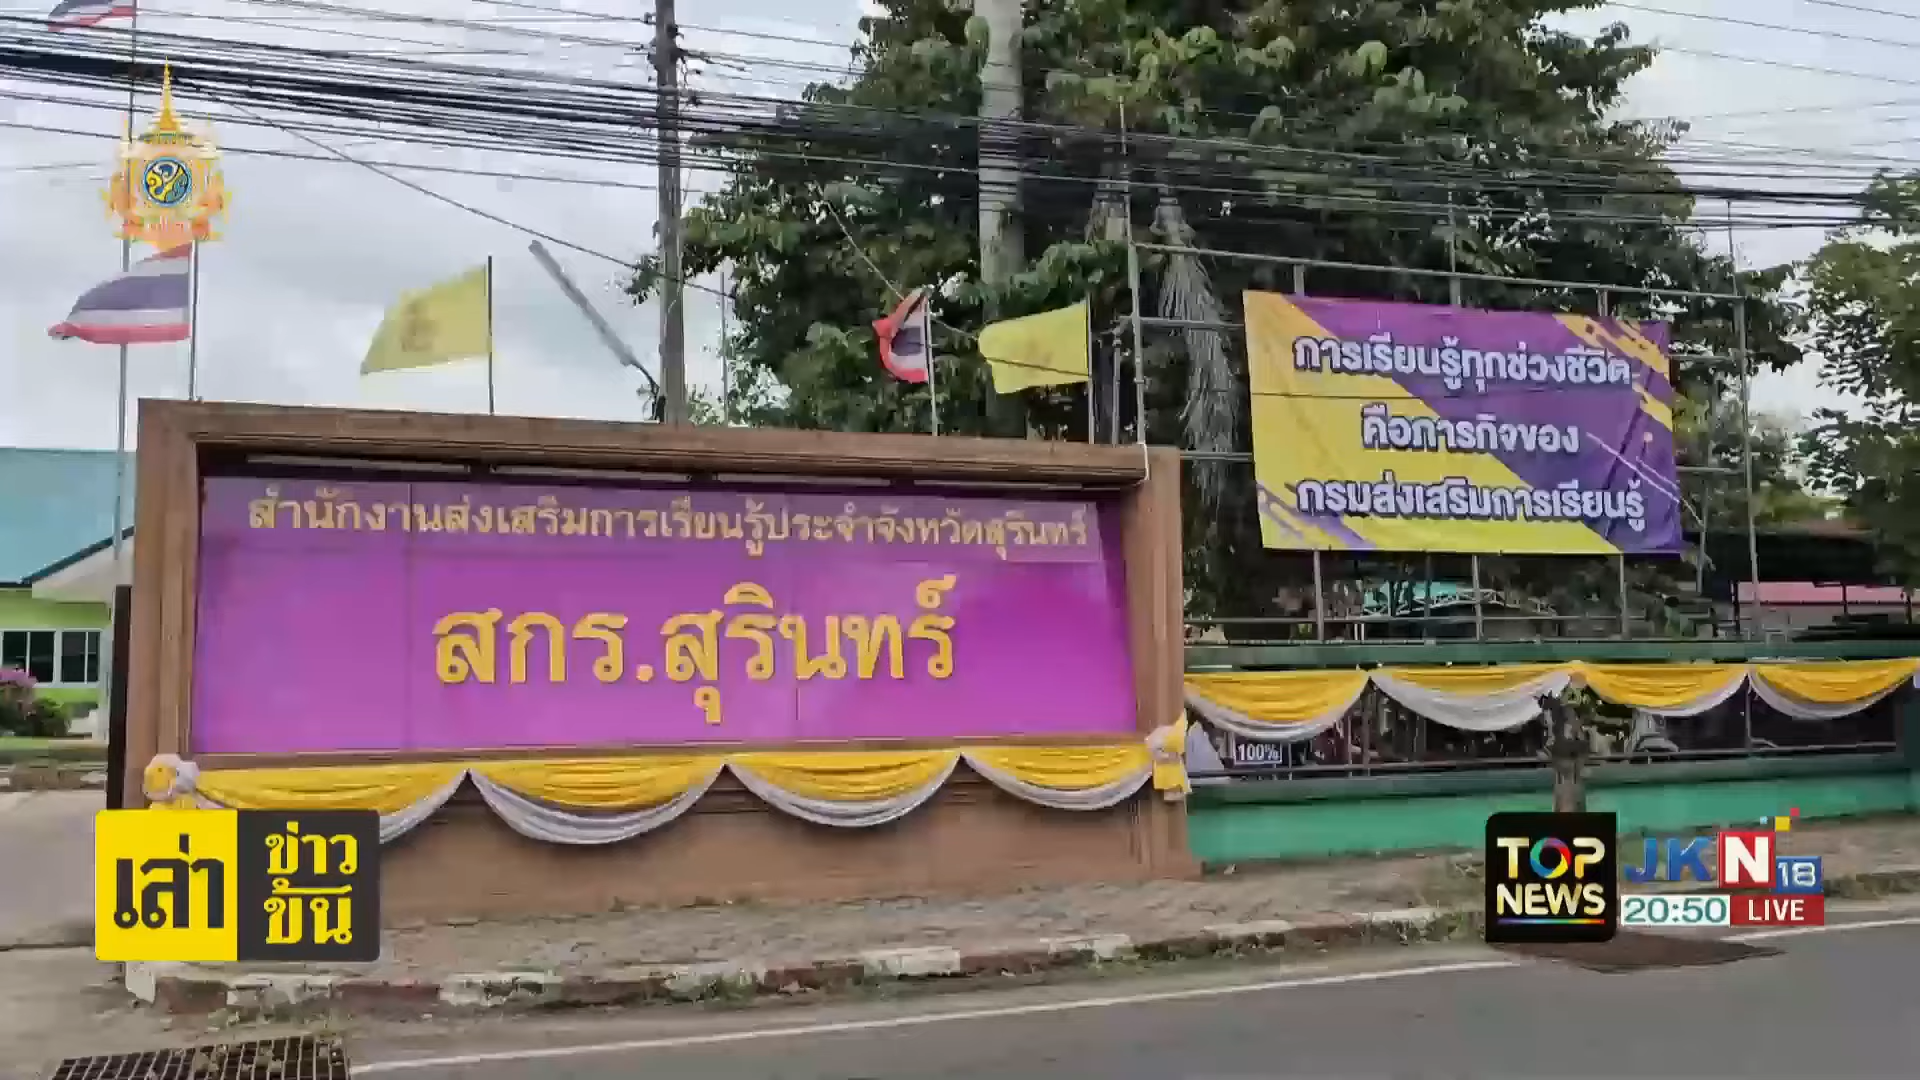 การเรียนรู้ทุกช่วงชีวิต
คือภารกิจของ
กรมส่งเสริมการเรียนรู้
สำนักงานส่งเสริมการเรียนรู้ประจำจังหวัดสุรินทร์
สกร.สุรินทร์
100%
เล่า
ข่าว
ข้น
TOP
NEWS
JKN18
20:50 LIVE